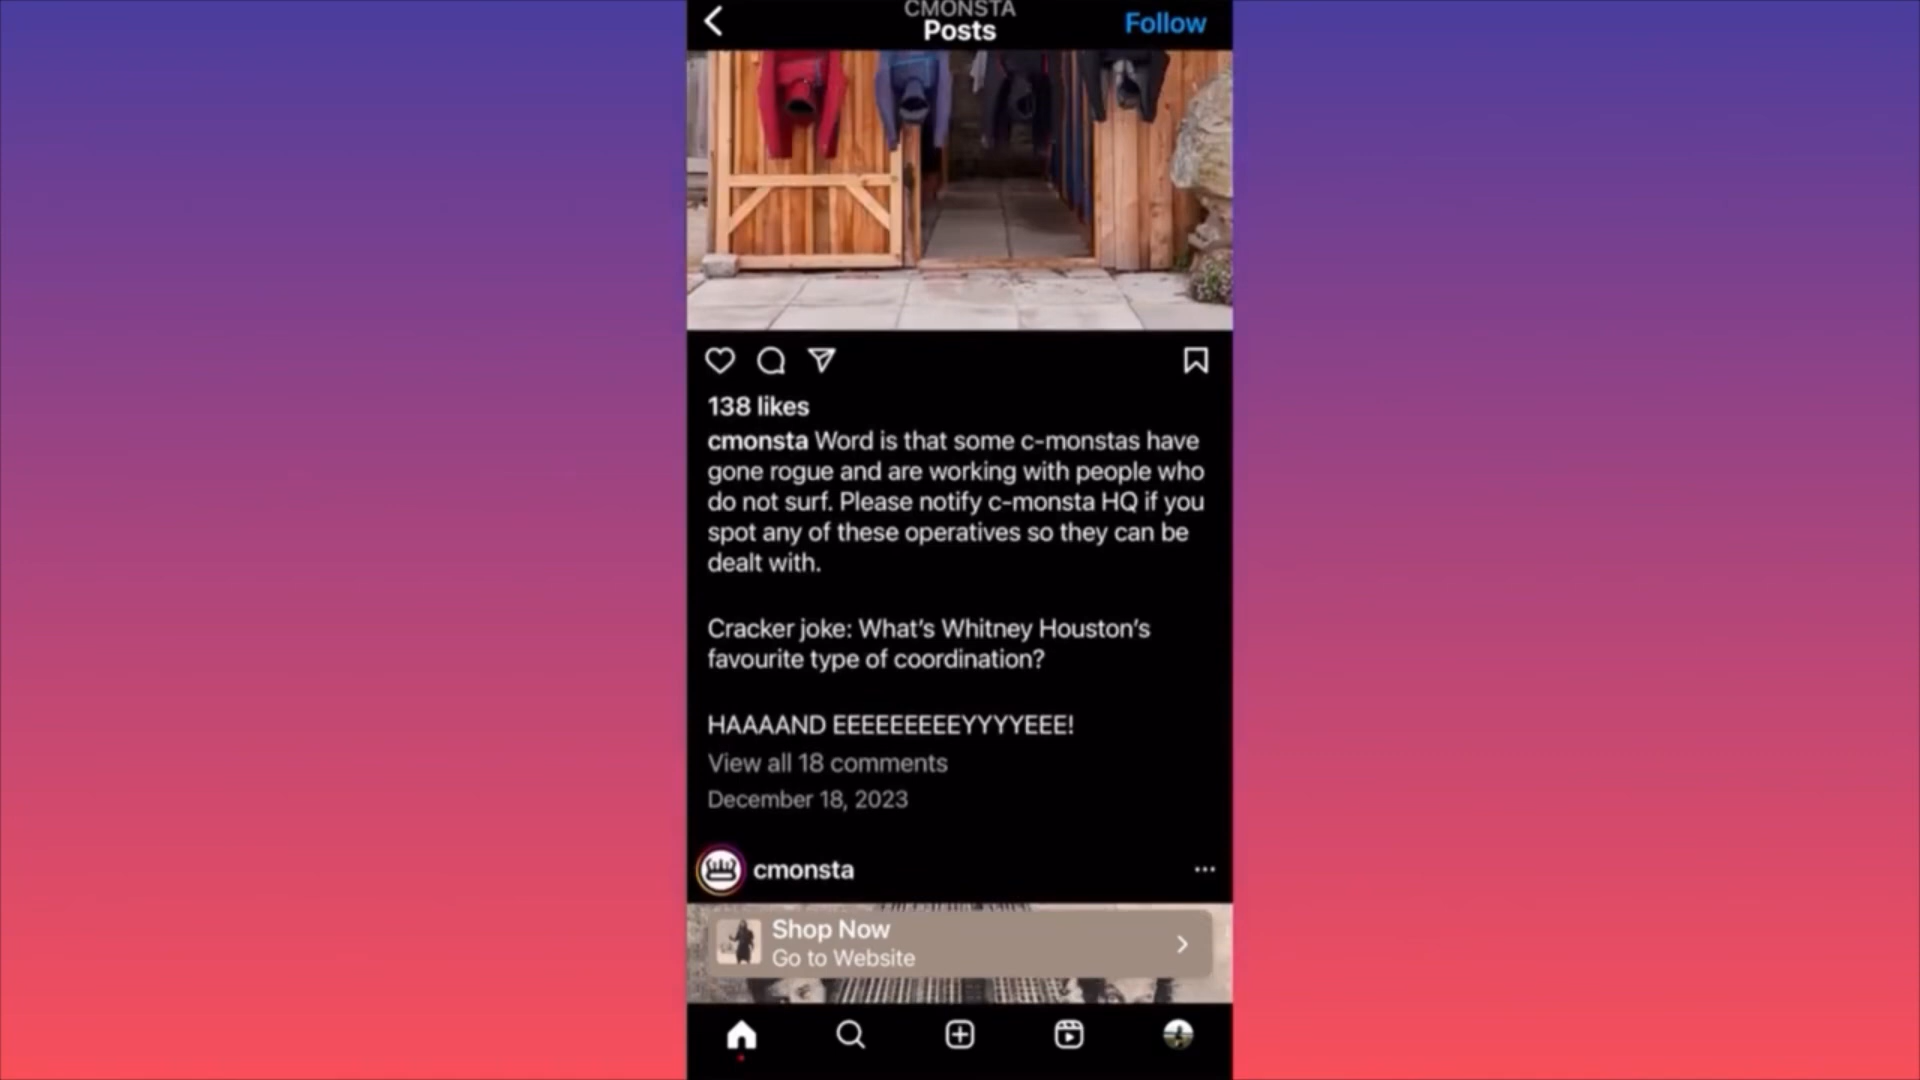 CMONSTA
Posts
Follow
138 likes
cmonsta Word is that some c-monstas have
gone rogue and are working with people who
do not surf. Please notify c-monsta HQ if you
spot any of these operatives so they can be
dealt with.
Cracker joke: What's Whitney Houston's
favourite type of coordination?
HAAAAND EEEEEEEEEYYYYEEE!
View all 18 comments
December 18, 2023
cmonsta
Shop Now
Go to Website